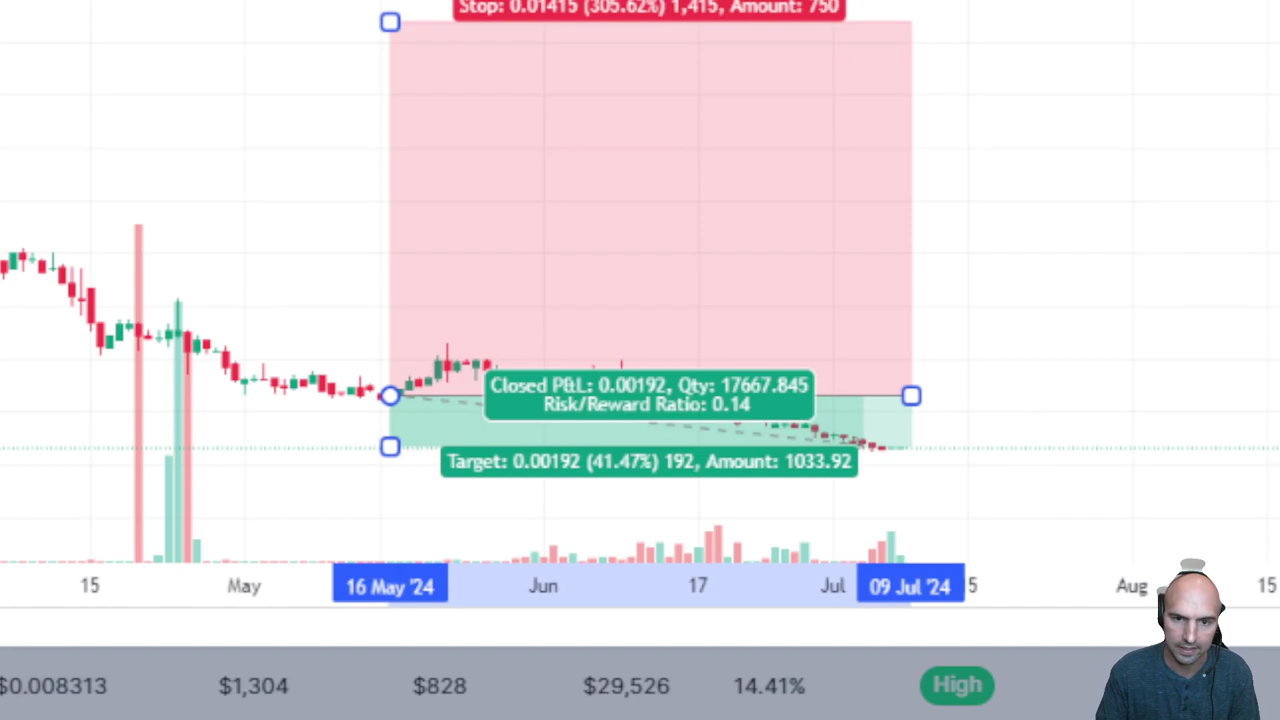 Stop: 0.01415 (305.62%) 1,415, Amount: 750
Closed P&L: 0.00192, Qty: 17667.845
Risk/Reward Ratio: 0.14
Target: 0.00192 (41.47%) 192, Amount: 1033.92
15 May 16 May '24 Jun 17 Jul 09 Jul '24 5 Aug 15
$0.008313 $1,304 $828 $29,526 14.41% High